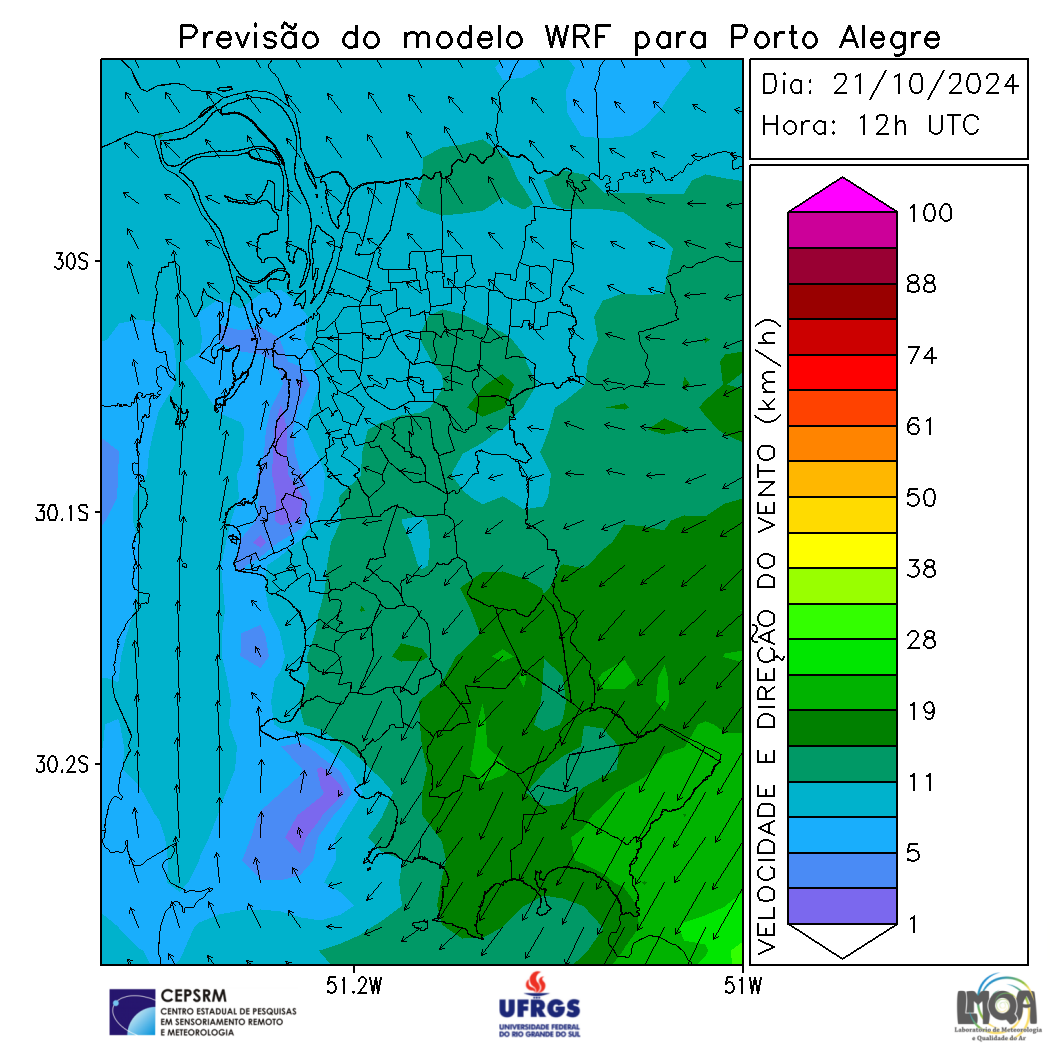 Previsão do modelo WRF para Porto Alegre
Dia: 21/10/2024
Hora: 12h UTC
30S
30.1S
30.2S
51.2W
51W
VELOCIDADE E DIREÇÃO DO VENTO (km/h)
100
88
74
61
50
38
28
19
11
5
1
CEPSRM
CENTRO ESTADUAL DE PESQUISAS
EM SENSORIAMENTO REMOTO
E METEOROLOGIA
UFRGS
UNIVERSIDADE FEDERAL
DO RIO GRANDE DO SUL
LMQA
Laboratório de Meteorologia
e Qualidade do Ar